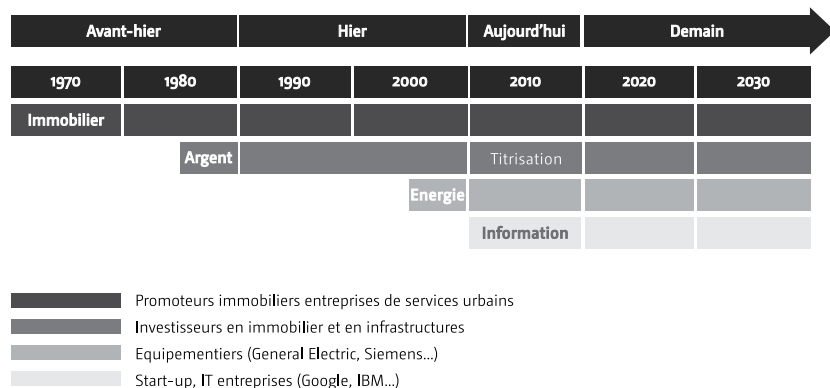 Avant-hier Hier Aujourd'hui Demain
1970 1980 1990 2000 2010 2020 2030
Immobilier
Argent Titrisation
Energie
Information
Promoteurs immobiliers entreprises de services urbains
Investisseurs en immobilier et en infrastructures
Equipementiers (General Electric, Siemens...)
Start-up, IT entreprises (Google, IBM...)